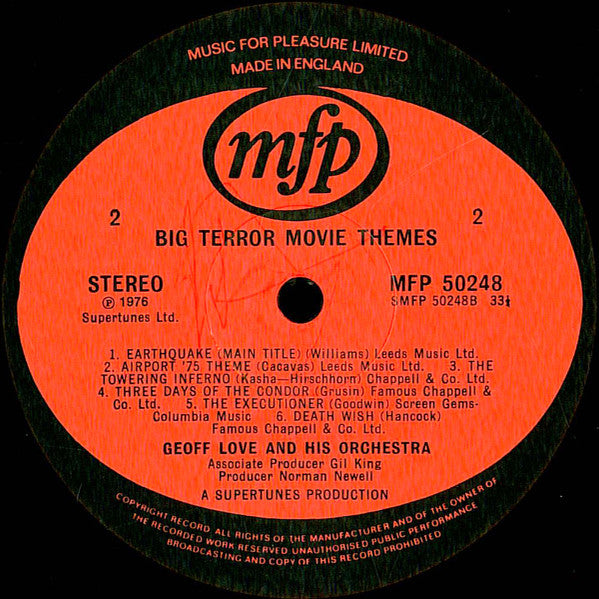 MUSIC FOR PLEASURE LIMITED
MADE IN ENGLAND
mfp
2 2
BIG TERROR MOVIE THEMES
STEREO MFP 50248
℗ 1976 SMFP 50248B 33⅓
Supertunes Ltd.
1. EARTHQUAKE (MAIN TITLE) (Williams) Leeds Music Ltd.
2. AIRPORT '75 THEME (Cacavas) Leeds Music Ltd. 3. THE
TOWERING INFERNO (Kasha—Hirschhorn) Chappell & Co. Ltd.
4. THREE DAYS OF THE CONDOR (Grusin) Famous Chappell &
Co. Ltd. 5. THE EXECUTIONER (Goodwin) Screen Gems-
Columbia Music 6. DEATH WISH (Hancock)
Famous Chappell & Co. Ltd.
GEOFF LOVE AND HIS ORCHESTRA
Associate Producer Gil King
Producer Norman Newell
A SUPERTUNES PRODUCTION
COPYRIGHT RECORD ALL RIGHTS OF THE MANUFACTURER AND OF THE OWNER OF
THE RECORDED WORK RESERVED UNAUTHORISED PUBLIC PERFORMANCE
BROADCASTING AND COPY OF THIS RECORD PROHIBITED